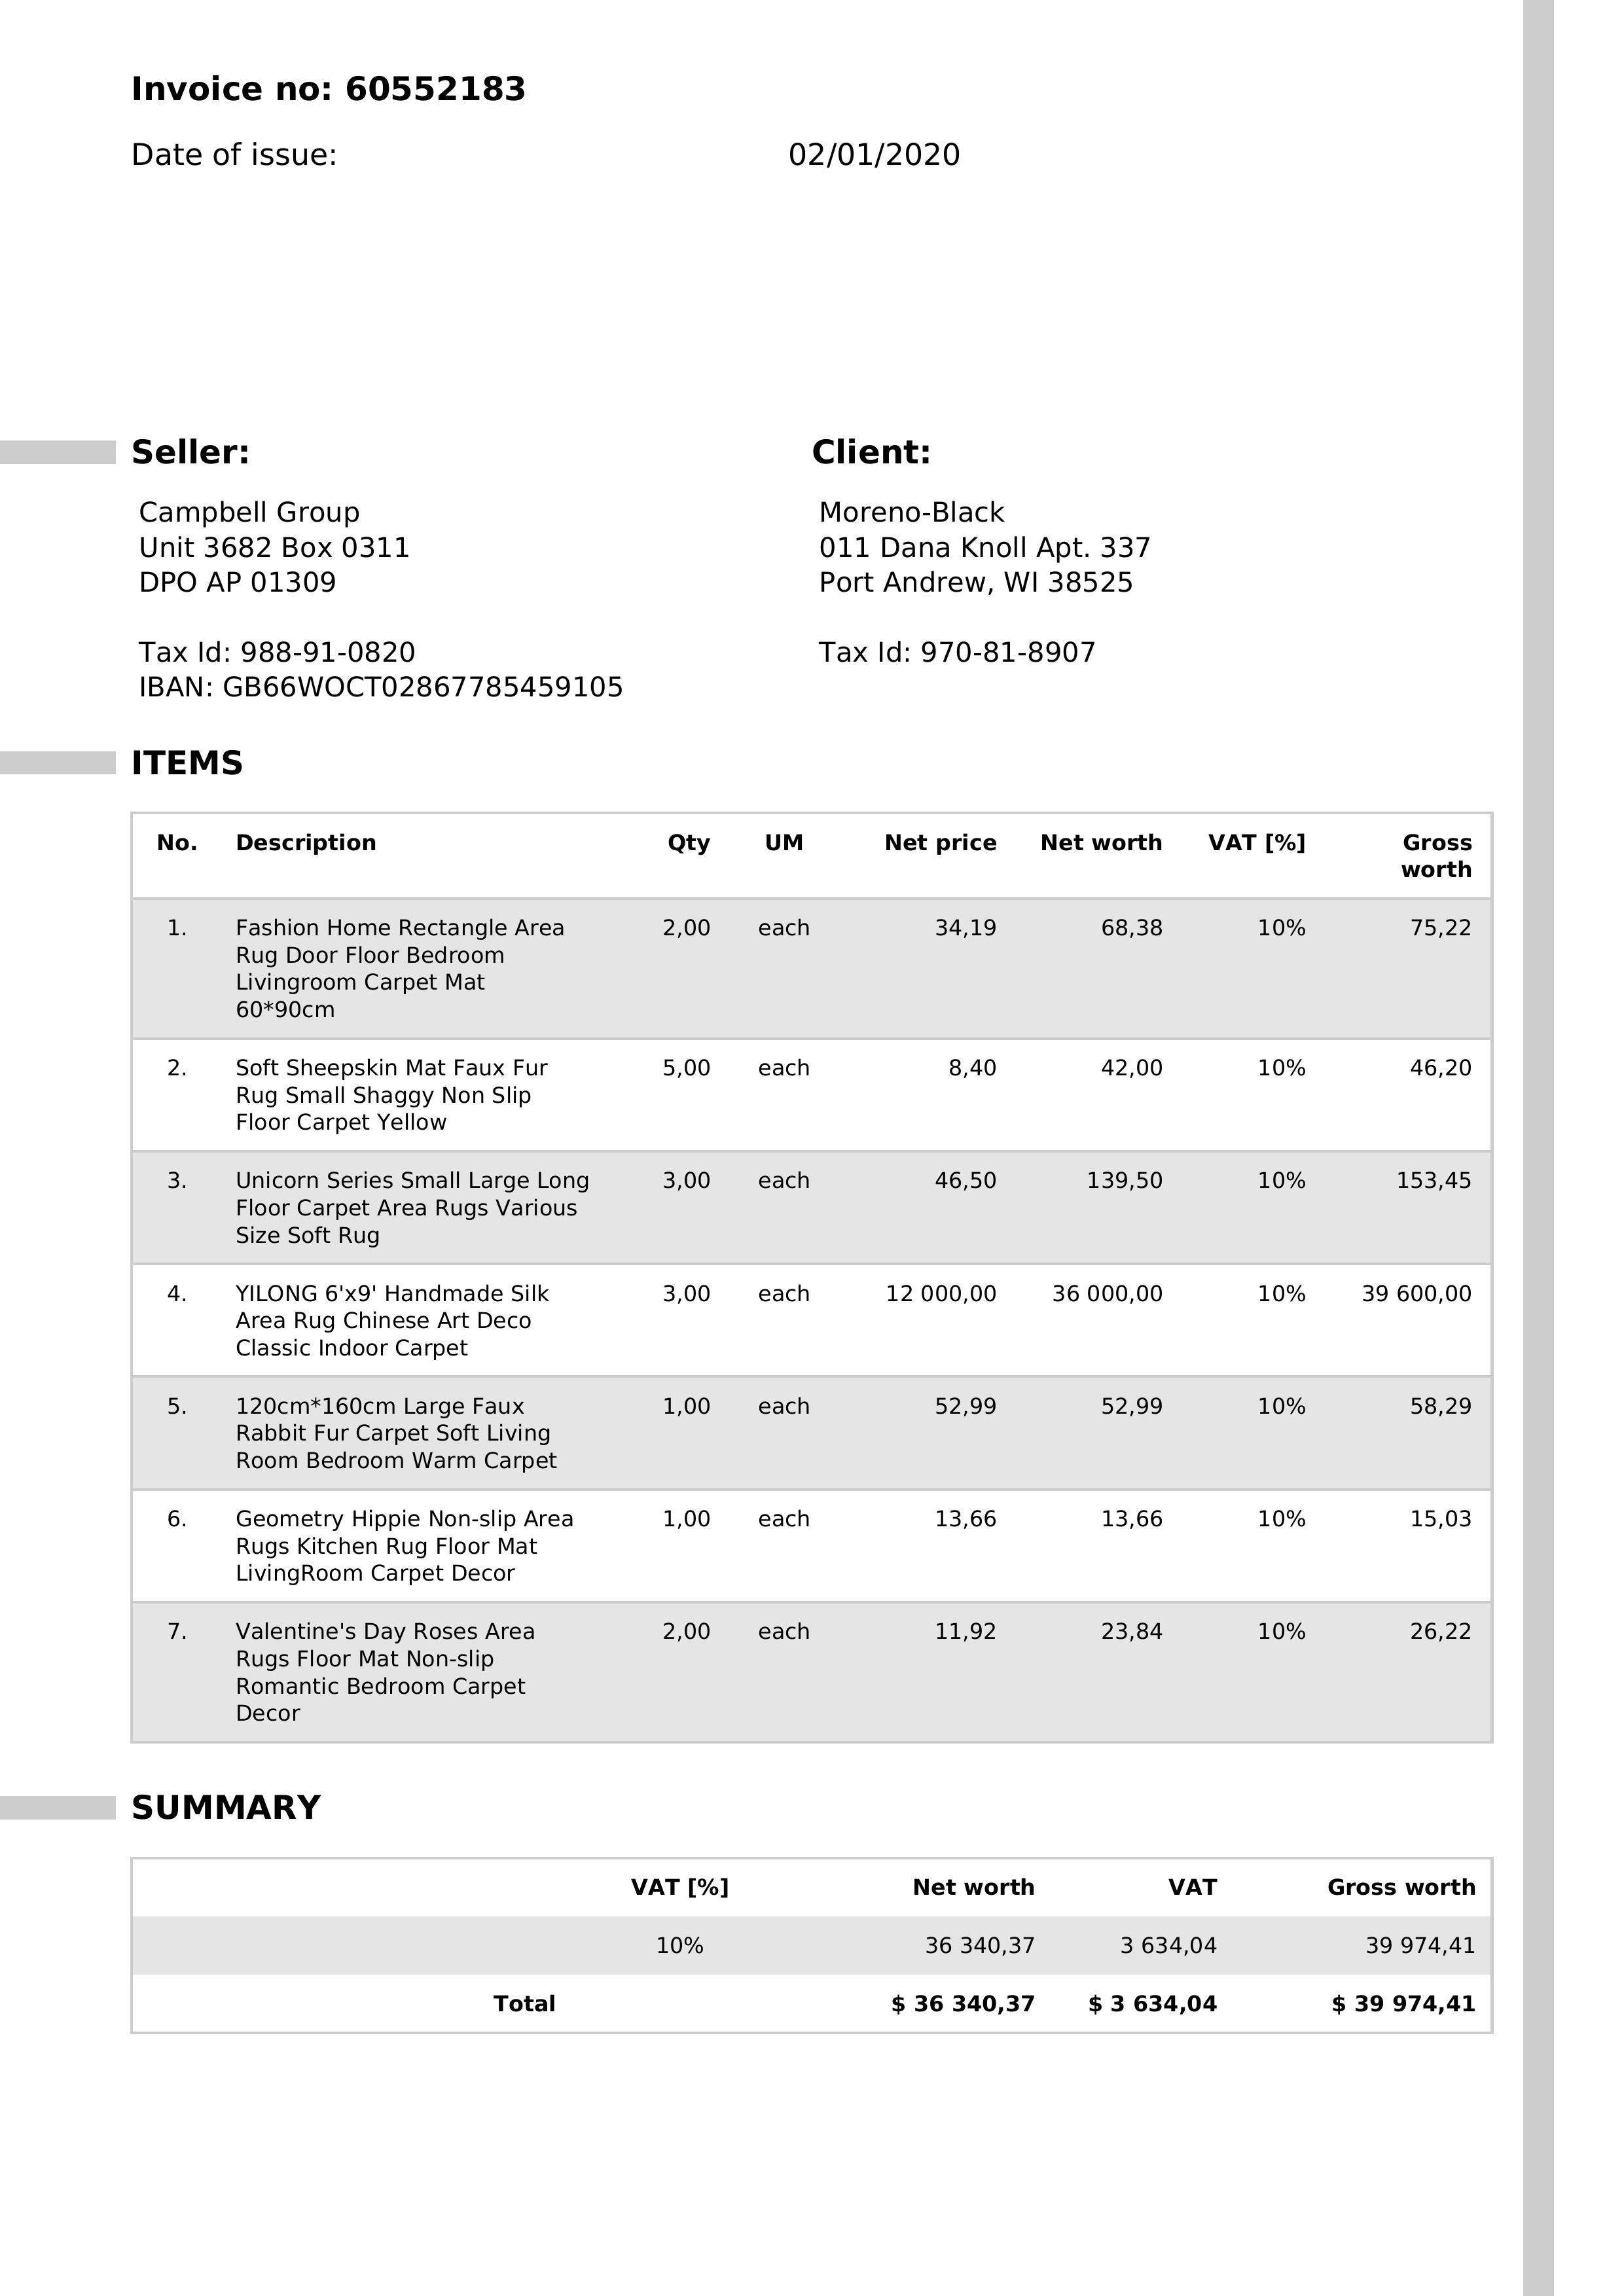 Invoice no: 60552183
Date of issue: 02/01/2020
Seller:
Campbell Group
Unit 3682 Box 0311
DPO AP 01309
Tax Id: 988-91-0820
IBAN: GB66WOCT02867785459105
Client:
Moreno-Black
011 Dana Knoll Apt. 337
Port Andrew, WI 38525
Tax Id: 970-81-8907
ITEMS
No. Description Qty UM Net price Net worth VAT [%] Gross
worth
1. Fashion Home Rectangle Area 2,00 each 34,19 68,38 10% 75,22
Rug Door Floor Bedroom
Livingroom Carpet Mat
60*90cm
2. Soft Sheepskin Mat Faux Fur 5,00 each 8,40 42,00 10% 46,20
Rug Small Shaggy Non Slip
Floor Carpet Yellow
3. Unicorn Series Small Large Long 3,00 each 46,50 139,50 10% 153,45
Floor Carpet Area Rugs Various
Size Soft Rug
4. YILONG 6'x9' Handmade Silk 3,00 each 12 000,00 36 000,00 10% 39 600,00
Area Rug Chinese Art Deco
Classic Indoor Carpet
5. 120cm*160cm Large Faux 1,00 each 52,99 52,99 10% 58,29
Rabbit Fur Carpet Soft Living
Room Bedroom Warm Carpet
6. Geometry Hippie Non-slip Area 1,00 each 13,66 13,66 10% 15,03
Rugs Kitchen Rug Floor Mat
LivingRoom Carpet Decor
7. Valentine's Day Roses Area 2,00 each 11,92 23,84 10% 26,22
Rugs Floor Mat Non-slip
Romantic Bedroom Carpet
Decor
SUMMARY
VAT [%] Net worth VAT Gross worth
10% 36 340,37 3 634,04 39 974,41
Total $ 36 340,37 $ 3 634,04 $ 39 974,41